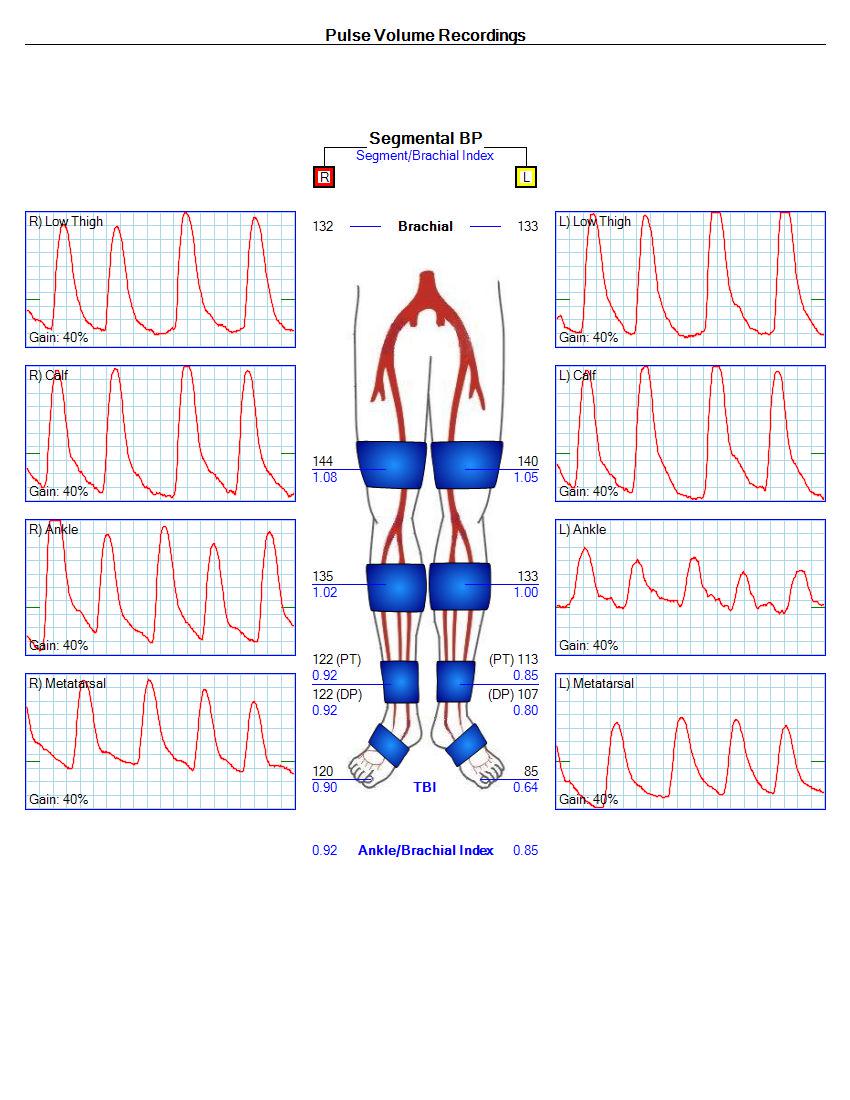 Pulse Volume Recordings
Segmental BP
Segment/Brachial Index
R L
R) Low Thigh
Gain: 40%
132 Brachial 133
L) Low Thigh
Gain: 40%
R) Calf
Gain: 40%
144 140
1.08 1.05
L) Calf
Gain: 40%
R) Ankle
Gain: 40%
135 133
1.02 1.00
L) Ankle
Gain: 40%
122 (PT) (PT) 113
0.92 0.85
122 (DP) (DP) 107
0.92 0.80
R) Metatarsal
Gain: 40%
120 85
0.90 TBI 0.64
L) Metatarsal
Gain: 40%
0.92 Ankle/Brachial Index 0.85